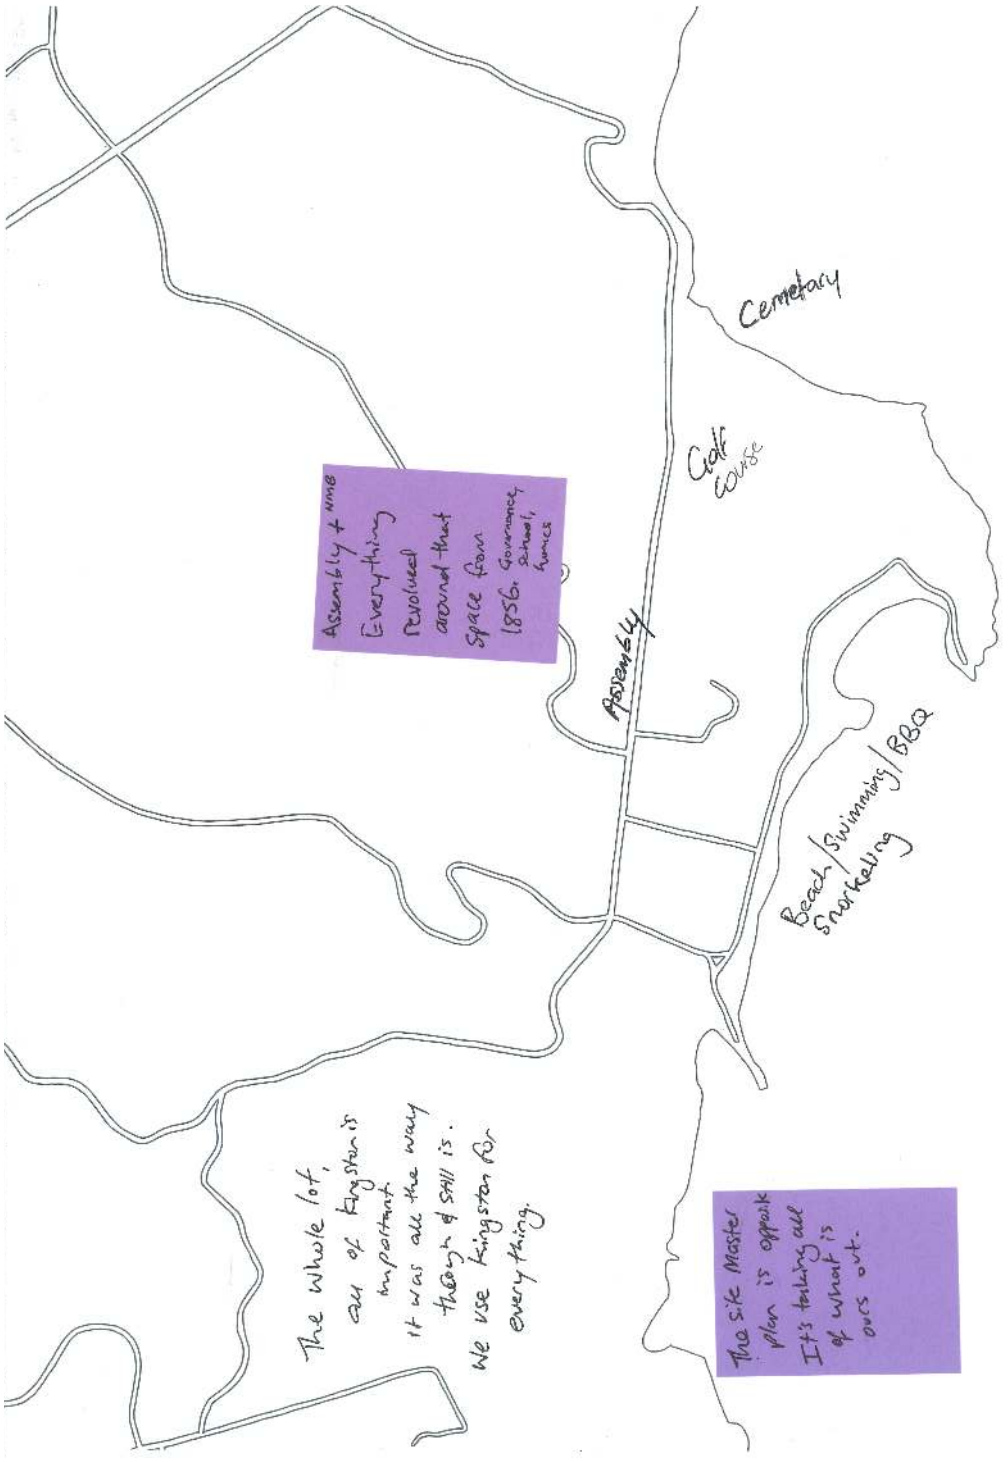 Assembly + NMB
Everything
revolved
around that
space from
1856. Governance,
school,
homes
Cemetary
Golf
course
Assembly
Beach/Swimming/BBQ
Snorkelling
The whole lot,
all of Kingston is
important.
It was all the way
through & still is.
We use Kingston for
everything.
The Site Master
plan is
It's taking all
of what is
ours out.